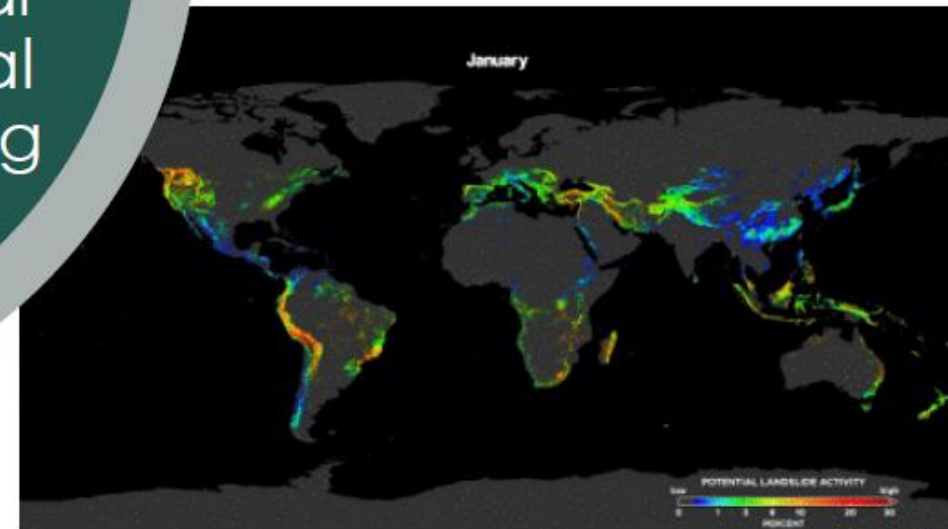 al
g
January
POTENTIAL LANDSLIDE ACTIVITY
low high
0 1 3 6 10 20 30
PERCENT